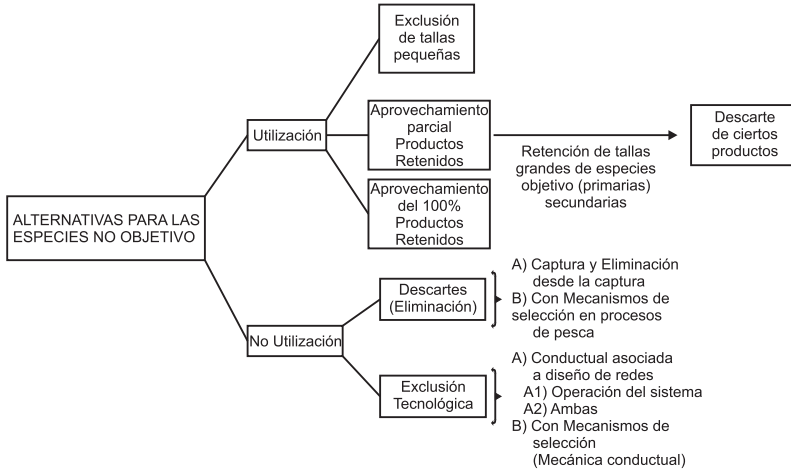 Exclusión
de tallas
pequeñas
Utilización
Aprovechamiento
parcial
Productos
Retenidos
Retención de tallas
grandes de especies
objetivo (primarias)
secundarias
Descarte
de ciertos
productos
Aprovechamiento
del 100%
Productos
Retenidos
ALTERNATIVAS PARA LAS
ESPECIES NO OBJETIVO
No Utilización
Descartes
(Eliminación)
A) Captura y Eliminación
desde la captura
B) Con Mecanismos de
selección en procesos
de pesca
Exclusión
Tecnológica
A) Conductual asociada
a diseño de redes
A1) Operación del sistema
A2) Ambas
B) Con Mecanismos de
selección
(Mecánica conductual)